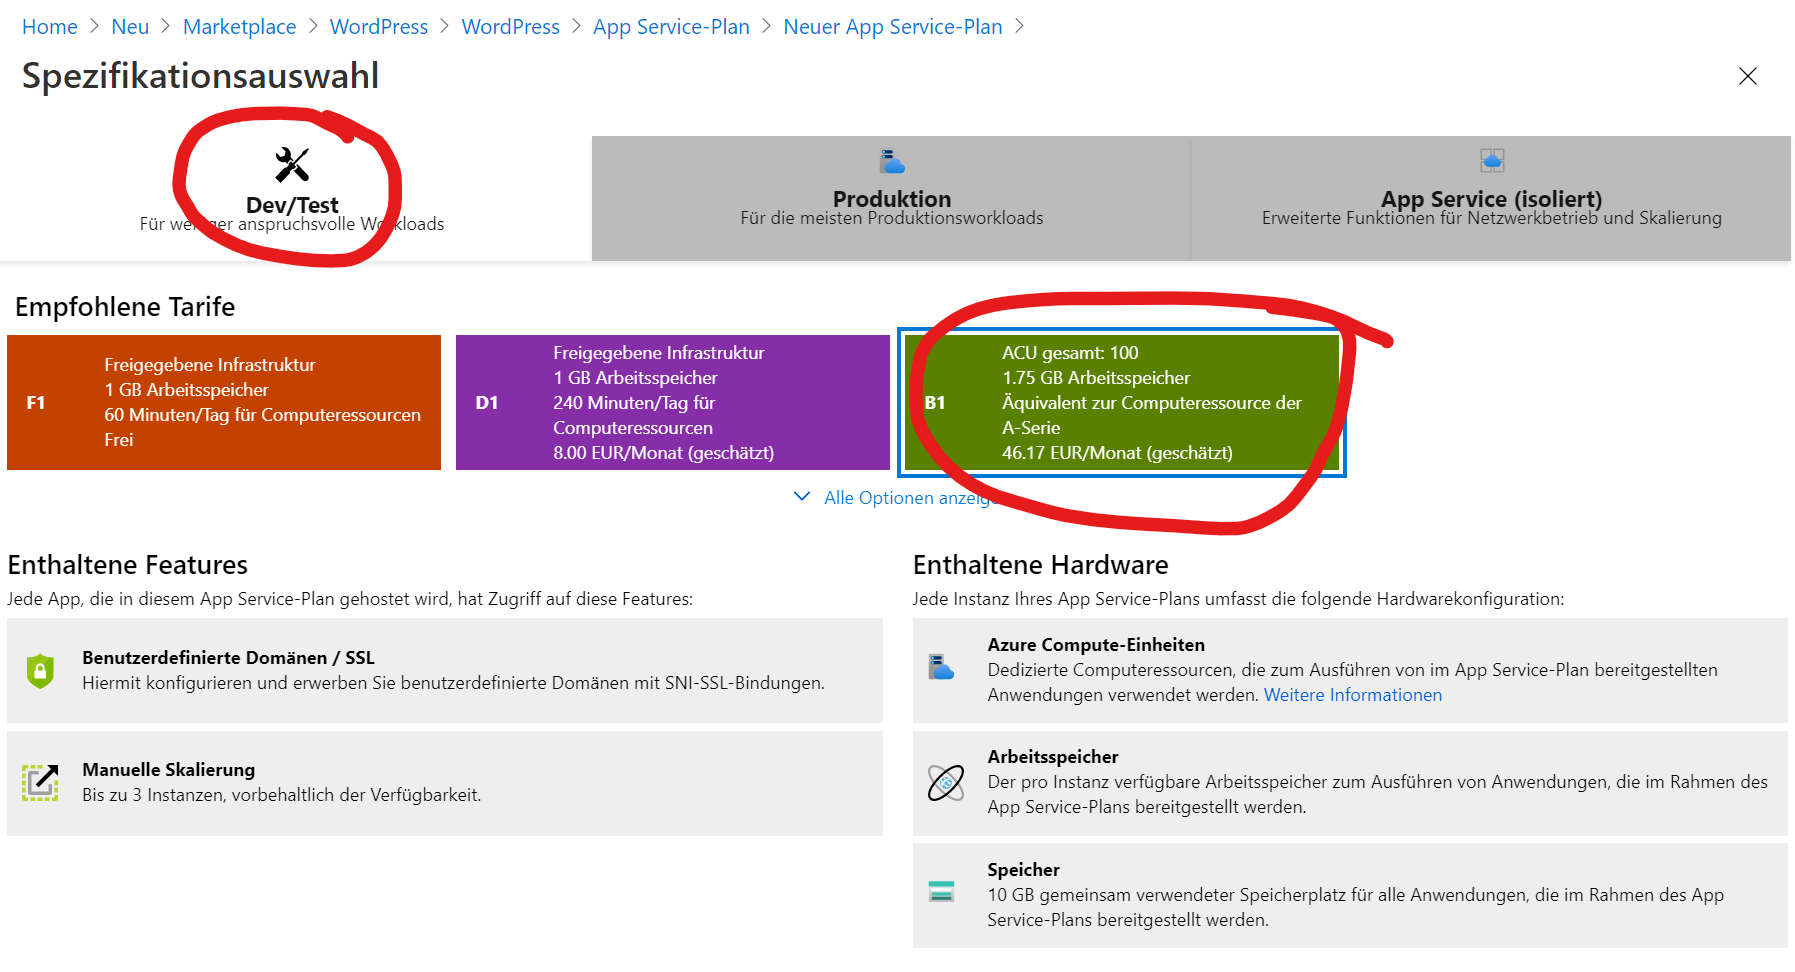 Home > Neu > Marketplace > WordPress > WordPress > App Service-Plan > Neuer App Service-Plan >
Spezifikationsauswahl
Dev/Test
Für weniger anspruchsvolle Workloads
Produktion
Für die meisten Produktionsworkloads
App Service (isoliert)
Erweiterte Funktionen für Netzwerkbetrieb und Skalierung
Empfohlene Tarife
F1
Freigegebene Infrastruktur
1 GB Arbeitsspeicher
60 Minuten/Tag für Computeressourcen
Frei
D1
Freigegebene Infrastruktur
1 GB Arbeitsspeicher
240 Minuten/Tag für
Computeressourcen
8.00 EUR/Monat (geschätzt)
B1
ACU gesamt: 100
1.75 GB Arbeitsspeicher
Äquivalent zur Computeressource der
A-Serie
46.17 EUR/Monat (geschätzt)
Alle Optionen anzeigen
Enthaltene Features
Jede App, die in diesem App Service-Plan gehostet wird, hat Zugriff auf diese Features:
Benutzerdefinierte Domänen / SSL
Hiermit konfigurieren und erwerben Sie benutzerdefinierte Domänen mit SNI-SSL-Bindungen.
Manuelle Skalierung
Bis zu 3 Instanzen, vorbehaltlich der Verfügbarkeit.
Enthaltene Hardware
Jede Instanz Ihres App Service-Plans umfasst die folgende Hardwarekonfiguration:
Azure Compute-Einheiten
Dedizierte Computeressourcen, die zum Ausführen von im App Service-Plan bereitgestellten
Anwendungen verwendet werden. Weitere Informationen
Arbeitsspeicher
Der pro Instanz verfügbare Arbeitsspeicher zum Ausführen von Anwendungen, die im Rahmen des
App Service-Plans bereitgestellt werden.
Speicher
10 GB gemeinsam verwendeter Speicherplatz für alle Anwendungen, die im Rahmen des App
Service-Plans bereitgestellt werden.